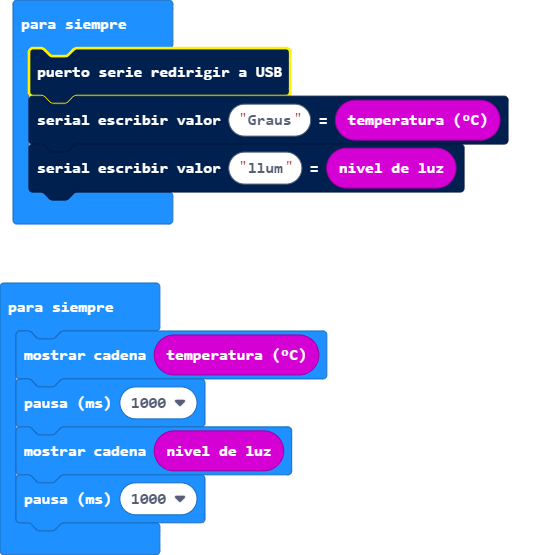 para siempre
puerto serie redirigir a USB
serial escribir valor "Graus" = temperatura (ºC)
serial escribir valor "llum" = nivel de luz
para siempre
mostrar cadena temperatura (ºC)
pausa (ms) 1000
mostrar cadena nivel de luz
pausa (ms) 1000